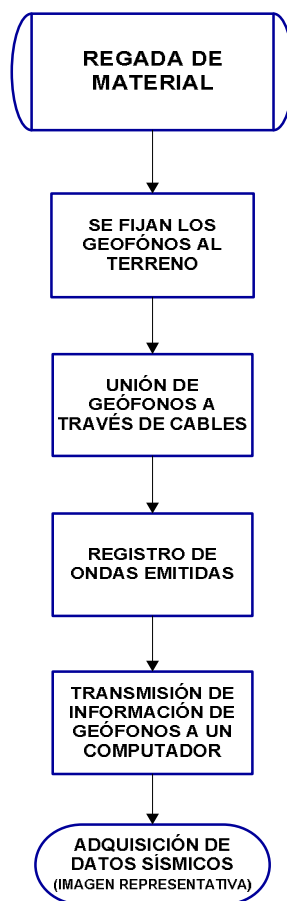 REGADA DE
MATERIAL
SE FIJAN LOS
GEOFÓNOS AL
TERRENO
UNIÓN DE
GEÓFONOS A
TRAVÉS DE CABLES
REGISTRO DE
ONDAS EMITIDAS
TRANSMISIÓN DE
INFORMACIÓN DE
GEÓFONOS A UN
COMPUTADOR
ADQUISICIÓN DE
DATOS SÍSMICOS
(IMAGEN REPRESENTATIVA)